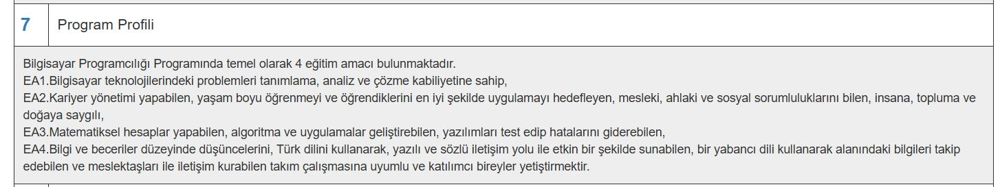 7
Program Profili
Bilgisayar Programcılığı Programında temel olarak 4 eğitim amacı bulunmaktadır.
EA1.Bilgisayar teknolojilerindeki problemleri tanımlama, analiz ve çözme kabiliyetine sahip,
EA2.Kariyer yönetimi yapabilen, yaşam boyu öğrenmeyi ve öğrendiklerini en iyi şekilde uygulamayı hedefleyen, mesleki, ahlaki ve sosyal sorumluluklarını bilen, insana, topluma ve
doğaya saygılı,
EA3.Matematiksel hesaplar yapabilen, algoritma ve uygulamalar geliştirebilen, yazılımları test edip hatalarını giderebilen,
EA4.Bilgi ve beceriler düzeyinde düşüncelerini, Türk dilini kullanarak, yazılı ve sözlü iletişim yolu ile etkin bir şekilde sunabilen, bir yabancı dili kullanarak alanındaki bilgileri takip
edebilen ve meslektaşları ile iletişim kurabilen takım çalışmasına uyumlu ve katılımcı bireyler yetiştirmektir.